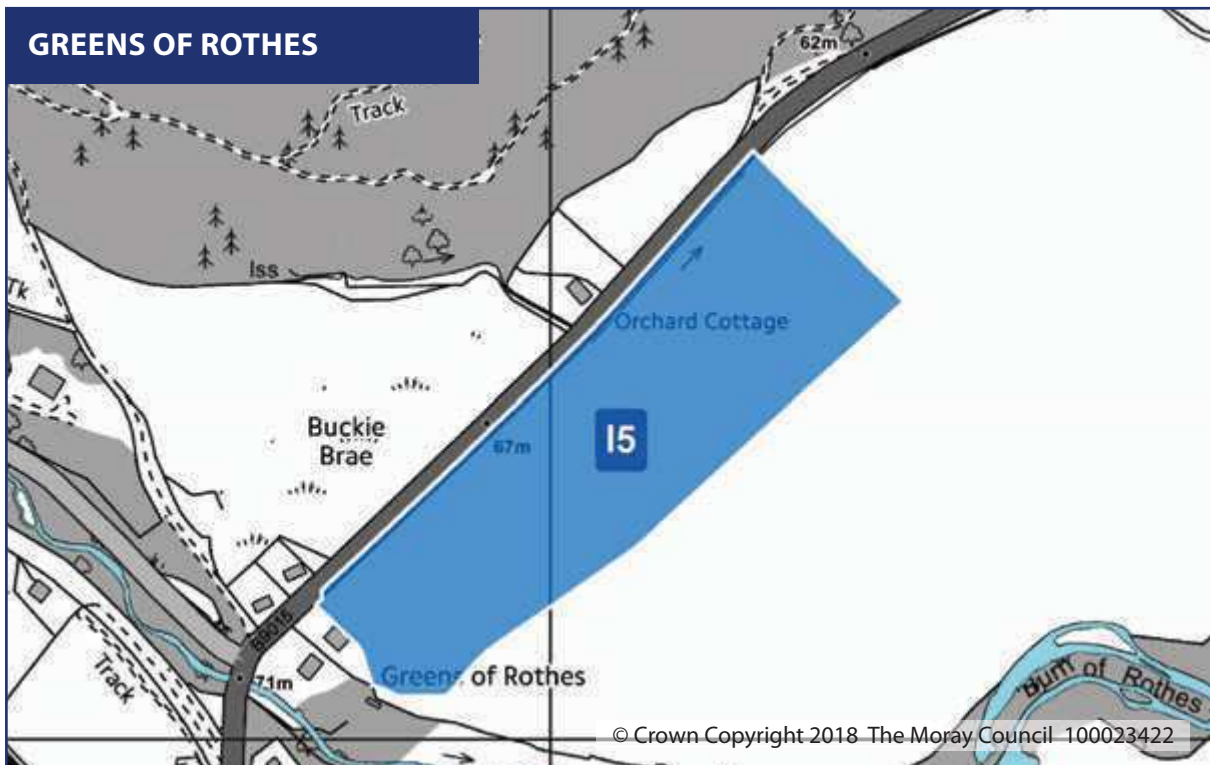 GREENS OF ROTHES
62m
Track
Iss
Tk
Orchard Cottage
Buckie
Brae
67m
I5
B9015
71m
Greens of Rothes
Track
Burn of Rothes
© Crown Copyright 2018 The Moray Council 100023422